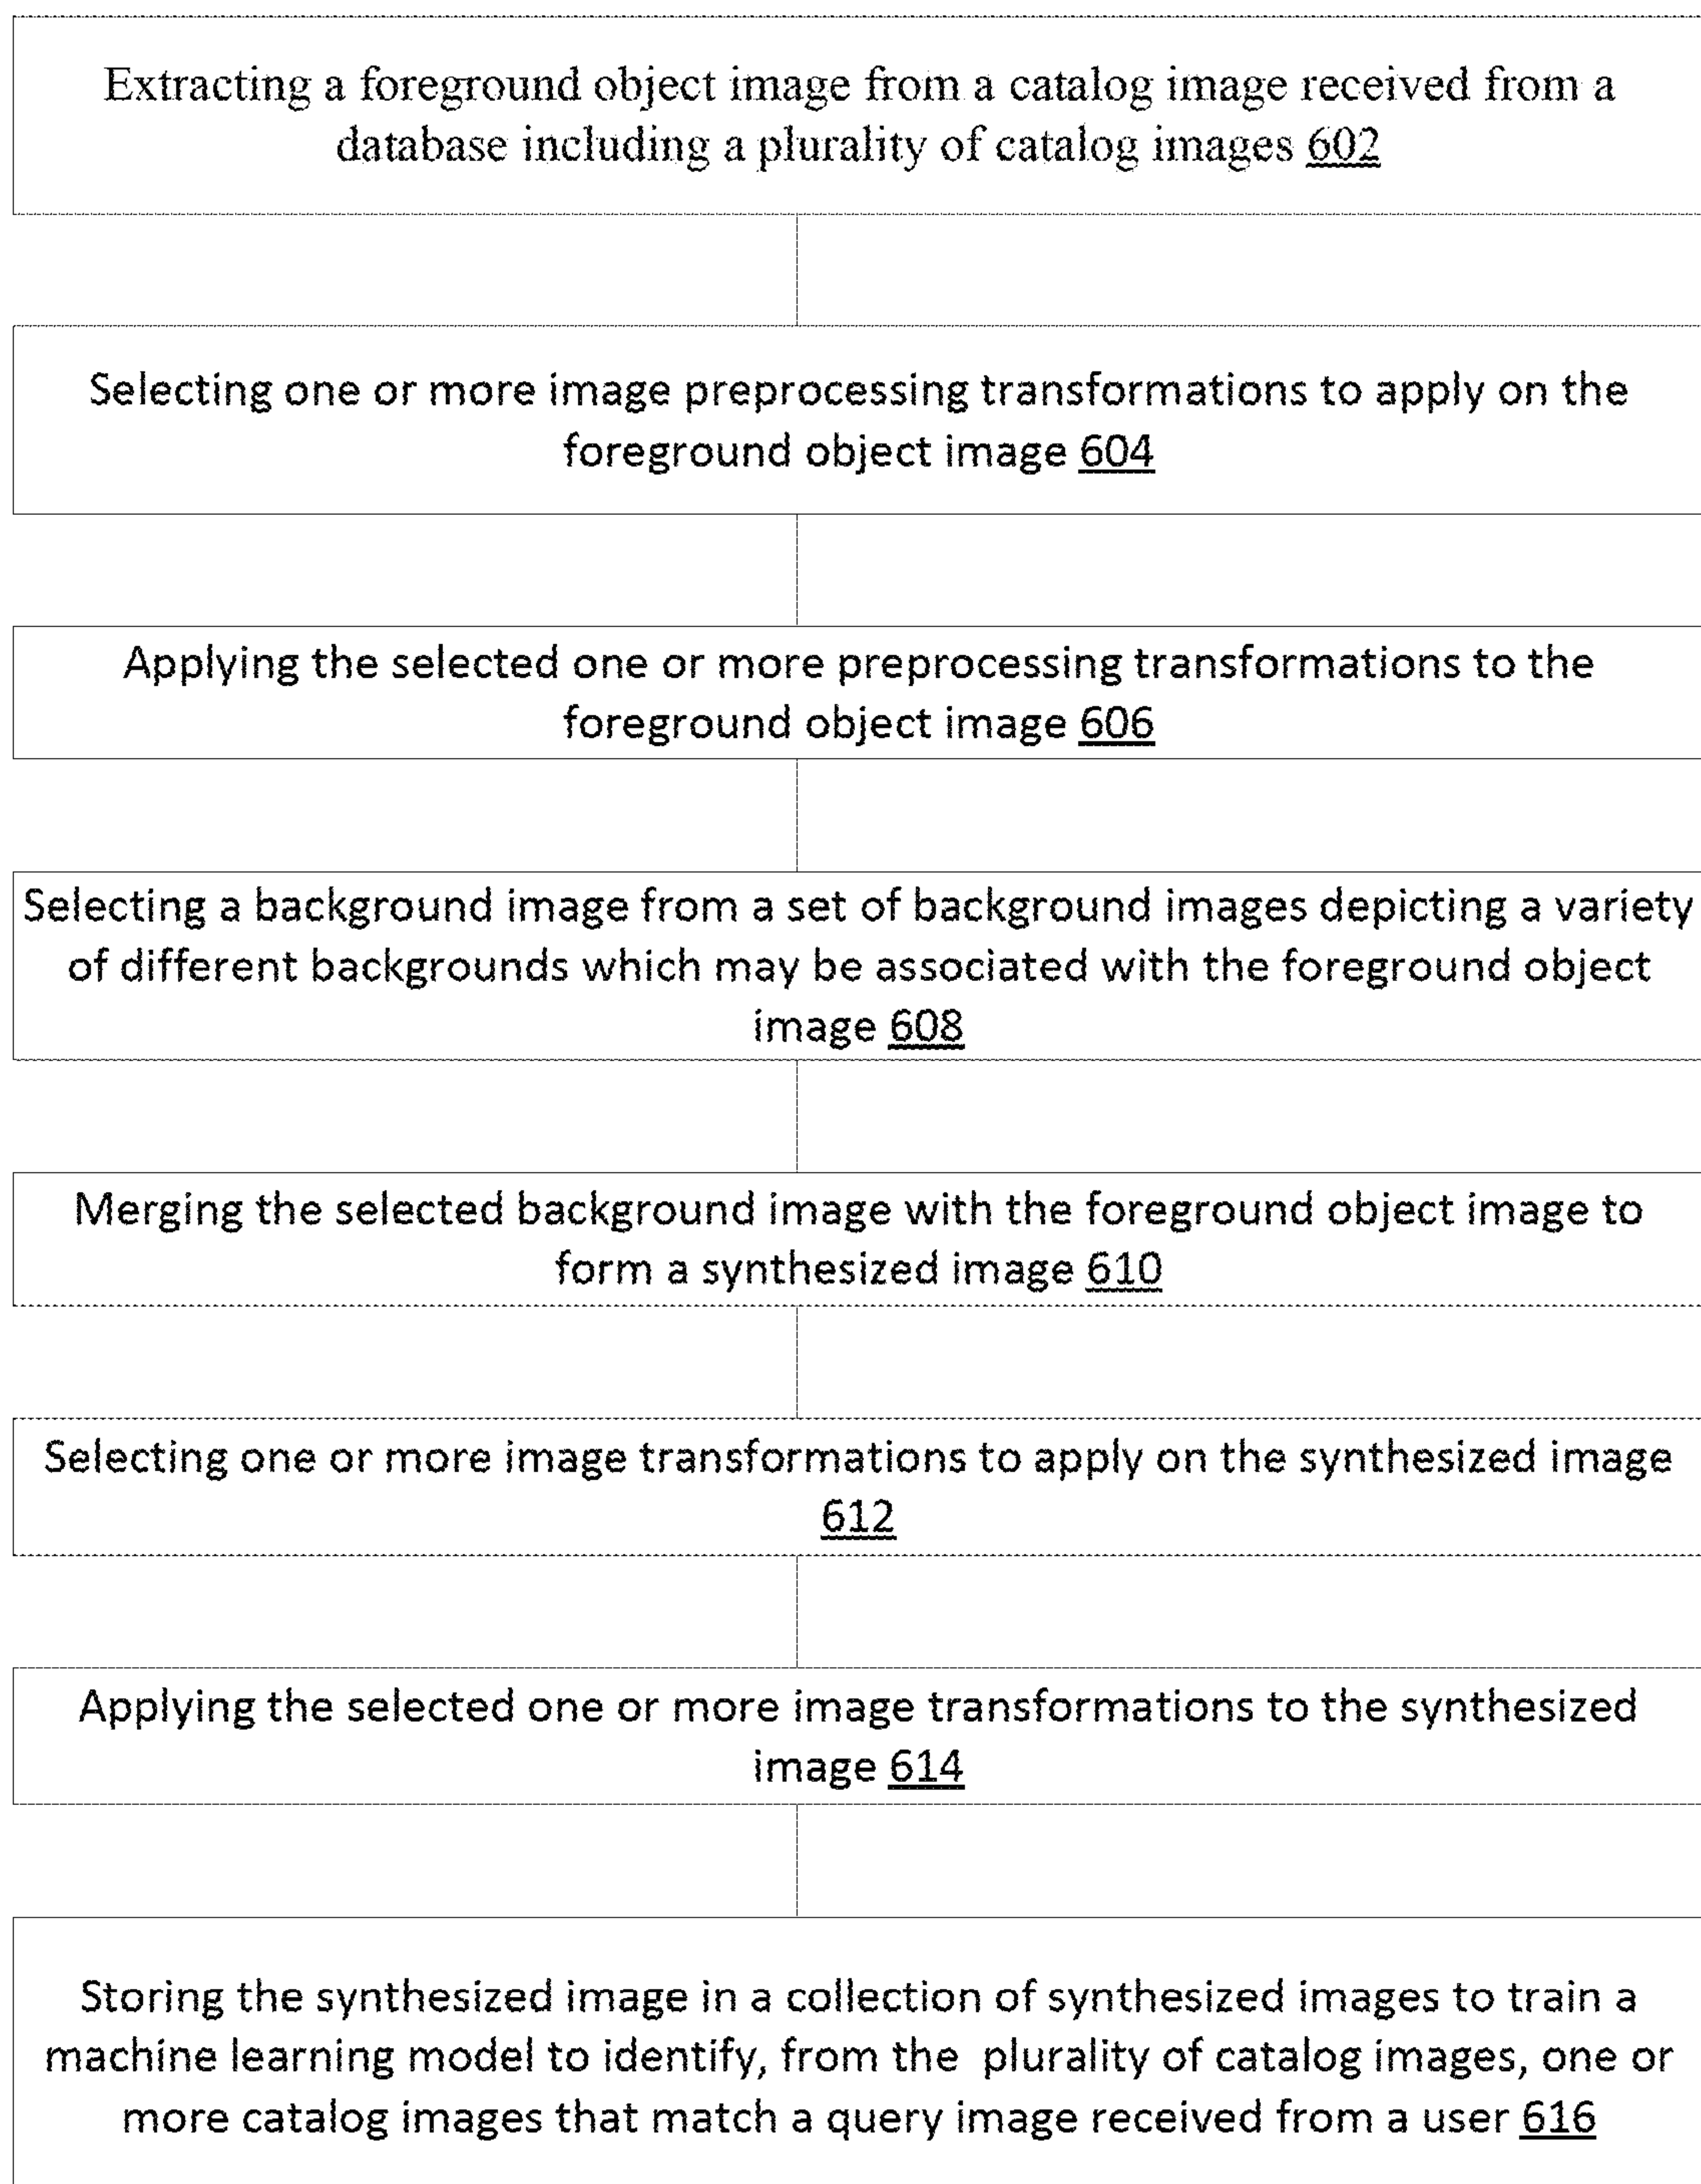 Extracting a foreground object image from a catalog image received from a
database including a plurality of catalog images 602
Selecting one or more image preprocessing transformations to apply on the
foreground object image 604
Applying the selected one or more preprocessing transformations to the
foreground object image 606
Selecting a background image from a set of background images depicting a variety
of different backgrounds which may be associated with the foreground object
image 608
Merging the selected background image with the foreground object image to
form a synthesized image 610
Selecting one or more image transformations to apply on the synthesized image
612
Applying the selected one or more image transformations to the synthesized
image 614
Storing the synthesized image in a collection of synthesized images to train a
machine learning model to identify, from the plurality of catalog images, one or
more catalog images that match a query image received from a user 616